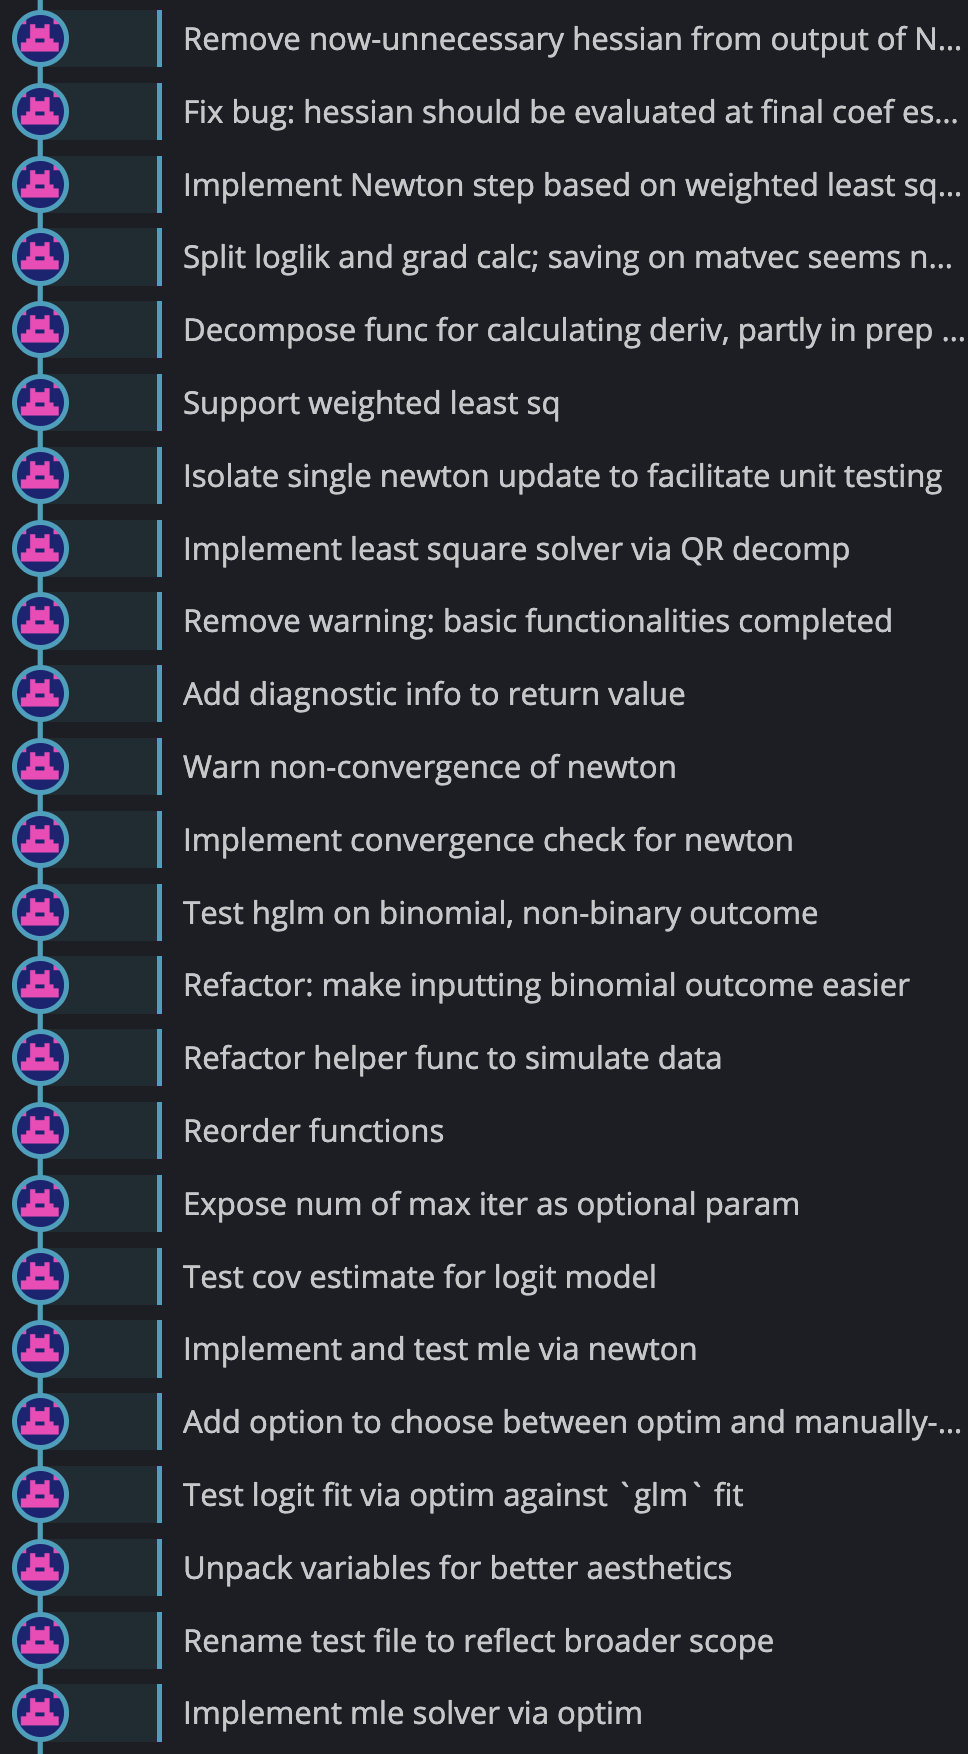 Remove now-unnecessary hessian from output of N...
Fix bug: hessian should be evaluated at final coef es...
Implement Newton step based on weighted least sq...
Split loglik and grad calc; saving on matvec seems n...
Decompose func for calculating deriv, partly in prep ...
Support weighted least sq
Isolate single newton update to facilitate unit testing
Implement least square solver via QR decomp
Remove warning: basic functionalities completed
Add diagnostic info to return value
Warn non-convergence of newton
Implement convergence check for newton
Test hglm on binomial, non-binary outcome
Refactor: make inputting binomial outcome easier
Refactor helper func to simulate data
Reorder functions
Expose num of max iter as optional param
Test cov estimate for logit model
Implement and test mle via newton
Add option to choose between optim and manually-...
Test logit fit via optim against `glm` fit
Unpack variables for better aesthetics
Rename test file to reflect broader scope
Implement mle solver via optim